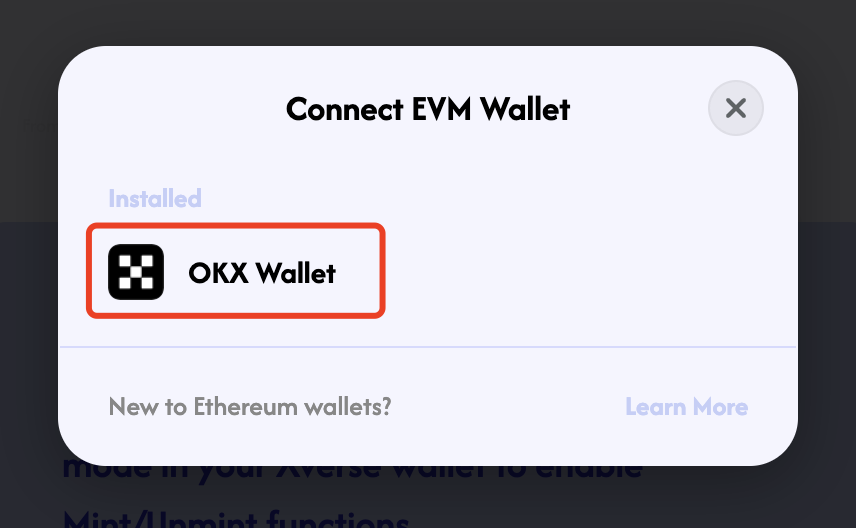 Connect EVM Wallet
Installed
OKX Wallet
New to Ethereum wallets?
Learn More
mode in your Xverse wallet to enable
Mint/Unmint functions